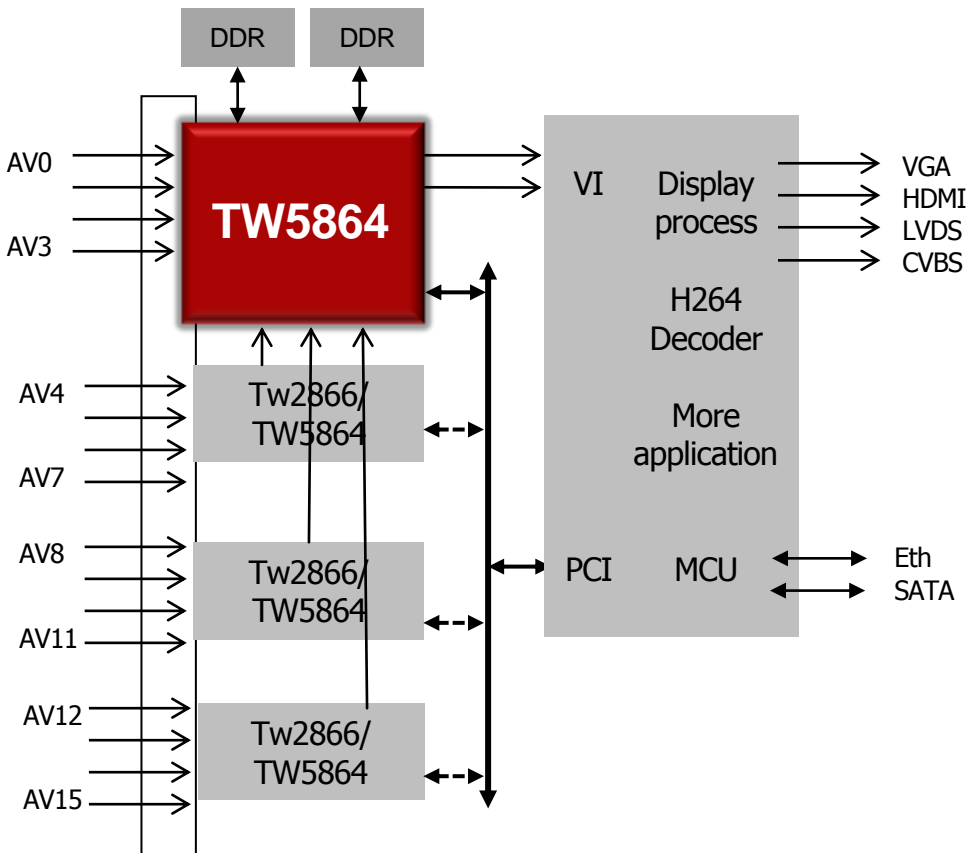 DDR
DDR
AV0
AV3
TW5864
VI
Display
process
H264
Decoder
More
application
PCI
MCU
VGA
HDMI
LVDS
CVBS
AV4
AV7
Tw2866/
TW5864
AV8
AV11
Tw2866/
TW5864
Eth
SATA
AV12
AV15
Tw2866/
TW5864